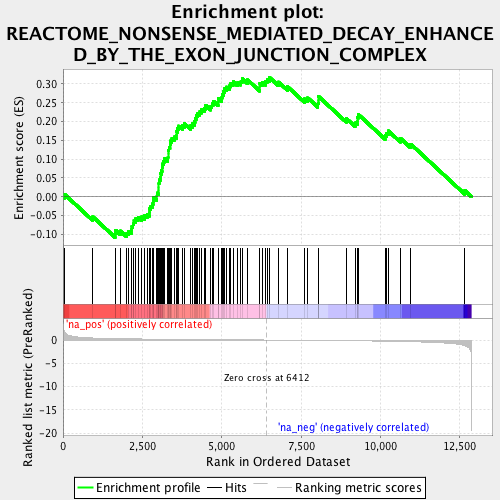 Enrichment plot:
REACTOME_NONSENSE_MEDIATED_DECAY_ENHANCE
D_BY_THE_EXON_JUNCTION_COMPLEX
Enrichment score (ES)
0.30
0.25
0.20
0.15
0.10
0.05
0.00
-0.05
-0.10
'na_pos' (positively correlated)
Ranked list metric (PreRanked)
0
-5
-10
-15
-20
Zero cross at 6412
'na_neg' (negatively correlated)
0
2,500
5,000
7,500
10,000
12,500
Rank in Ordered Dataset
Enrichment profile
Hits
Ranking metric scores